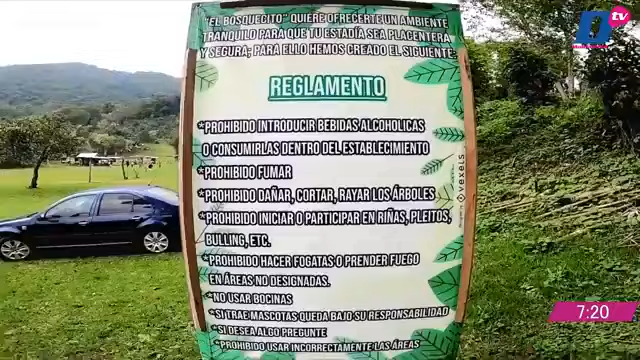 "EL BOSQUECITO" QUIERE OFRECERTE UN AMBIENTE
TRANQUILO PARA QUE TU ESTADÍA SEA PLACENTERA
Y SEGURA; PARA ELLO HEMOS CREADO EL SIGUIENTE:
REGLAMENTO
*PROHIBIDO INTRODUCIR BEBIDAS ALCOHOLICAS
O CONSUMIRLAS DENTRO DEL ESTABLECIMIENTO
*PROHIBIDO FUMAR
*PROHIBIDO DAÑAR, CORTAR, RAYAR LOS ÁRBOLES
*PROHIBIDO INICIAR O PARTICIPAR EN RIÑAS, PLEITOS,
BULLING, ETC.
*PROHIBIDO HACER FOGATAS O PRENDER FUEGO
EN ÁREAS NO DESIGNADAS.
*NO USAR BOCINAS
*SI TRAE MASCOTAS QUEDA BAJO SU RESPONSABILIDAD
*SI DESEA ALGO PREGUNTE
*PROHIBIDO USAR INCORRECTAMENTE LAS ÁREAS
vexels
tv
7:20